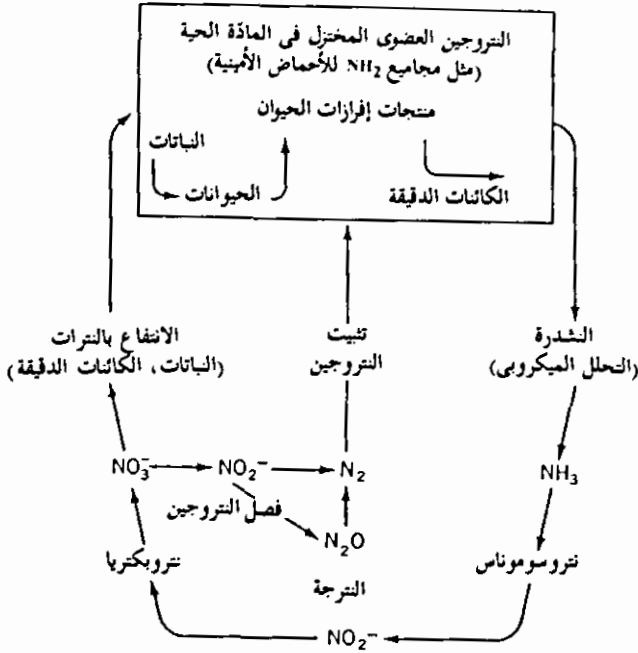 النتروجين العضوى المختزل فى المادّة الحية
(مثل مجاميع NH₂ للأحماض الأمينية)
منتجات إفرازات الحيوان
النباتات
الحيوانات
الكائنات الدقيقة
الانتفاع بالنترات
(النباتات، الكائنات الدقيقة)
تثبيت
النتروجين
النشدرة
(التحلل الميكروبى)
NO₃⁻
NO₂⁻
N₂
NH₃
فصل النتروجين
N₂O
نتروبكتريا
النترجة
نتروسوموناس
NO₂⁻